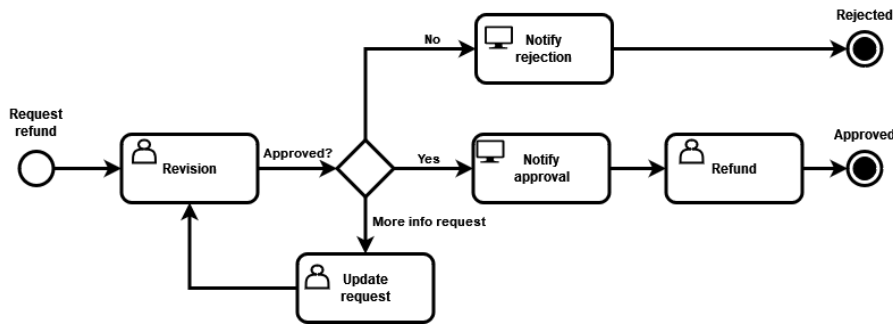 Rejected
No
Notify
rejection
Request
refund
Approved
Revision
Approved?
Yes
Notify
approval
Refund
More info request
Update
request